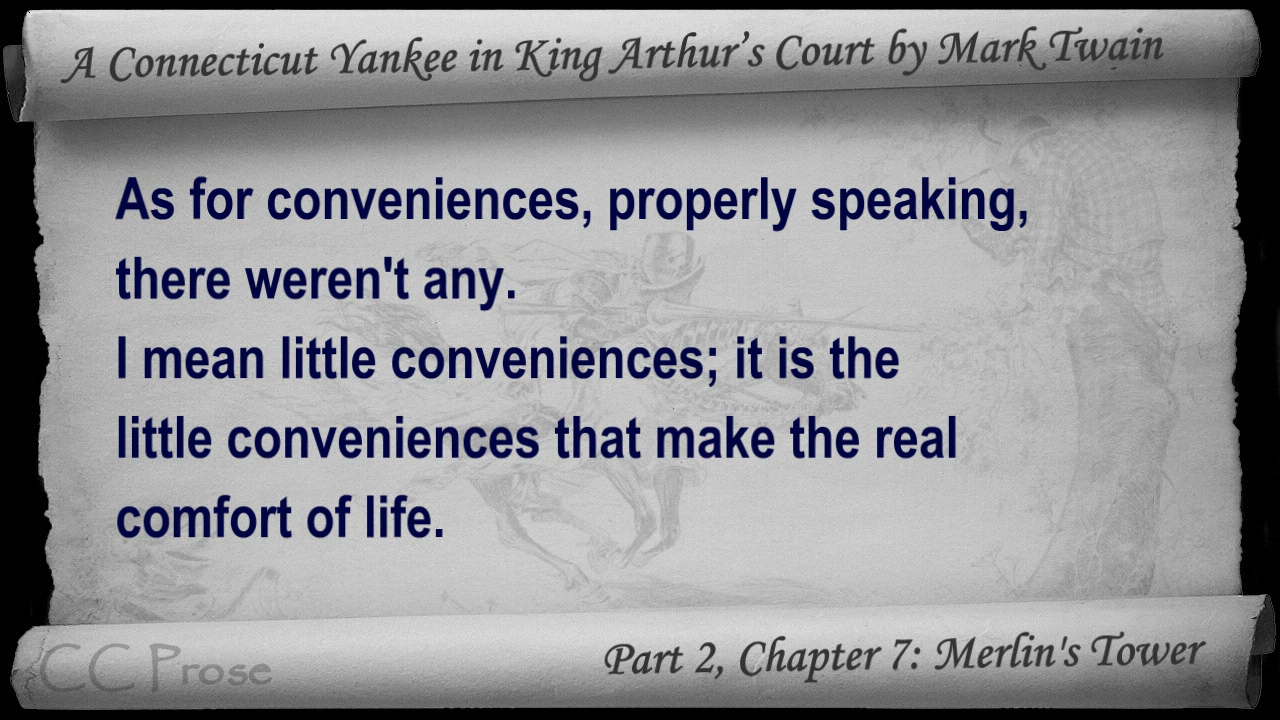 A Connecticut Yankee in King Arthur's Court by Mark Twain
As for conveniences, properly speaking,
there weren't any.
I mean little conveniences; it is the
little conveniences that make the real
comfort of life.
CC Prose
Part 2, Chapter 7: Merlin's Tower